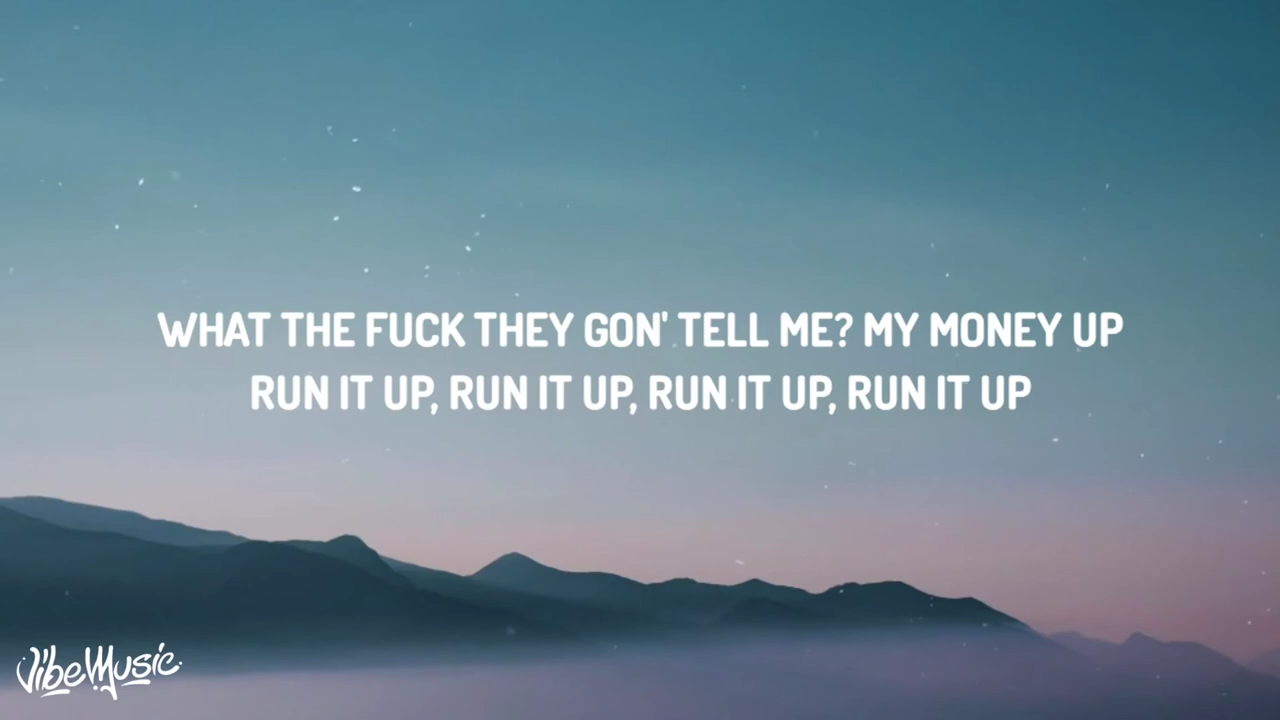 WHAT THE FUCK THEY GON' TELL ME? MY MONEY UP
RUN IT UP, RUN IT UP, RUN IT UP, RUN IT UP
VibeMusic